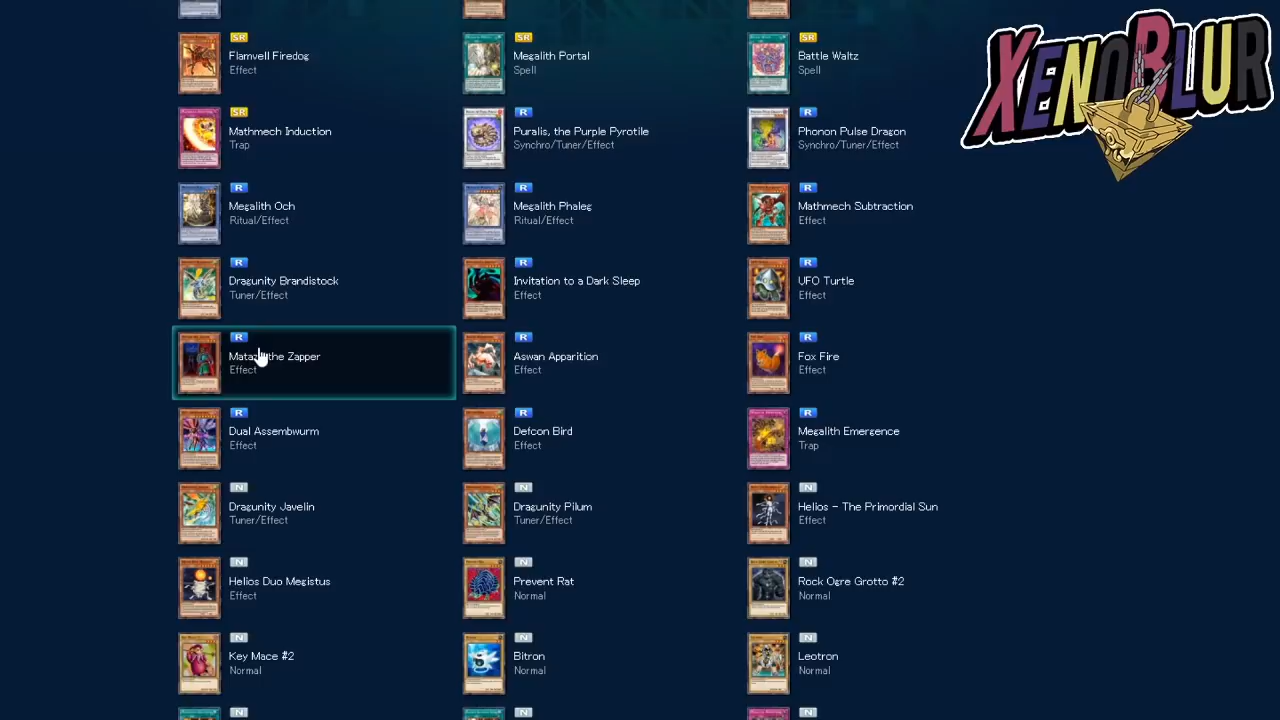 XENOBLUR
SR
Flamvell Firedog
Effect
SR
Megalith Portal
Spell
SR
Battle Waltz
Spell
SR
Mathmech Induction
Trap
R
Puralis, the Purple Pyrotile
Synchro/Tuner/Effect
R
Phonon Pulse Dragon
Synchro/Tuner/Effect
R
Megalith Och
Ritual/Effect
R
Megalith Phaleg
Ritual/Effect
R
Mathmech Subtraction
Effect
R
Dragunity Brandistock
Tuner/Effect
R
Invitation to a Dark Sleep
Effect
R
UFO Turtle
Effect
R
Mataza the Zapper
Effect
R
Aswan Apparition
Effect
R
Fox Fire
Effect
R
Dual Assembwurm
Effect
R
Defcon Bird
Effect
R
Megalith Emergence
Trap
N
Dragunity Javelin
Tuner/Effect
N
Dragunity Pilum
Tuner/Effect
N
Helios - The Primordial Sun
Effect
N
Helios Duo Megistus
Effect
N
Prevent Rat
Normal
N
Rock Ogre Grotto #2
Normal
N
Key Mace #2
Normal
N
Bitron
Normal
N
Leotron
Normal
N
N
N